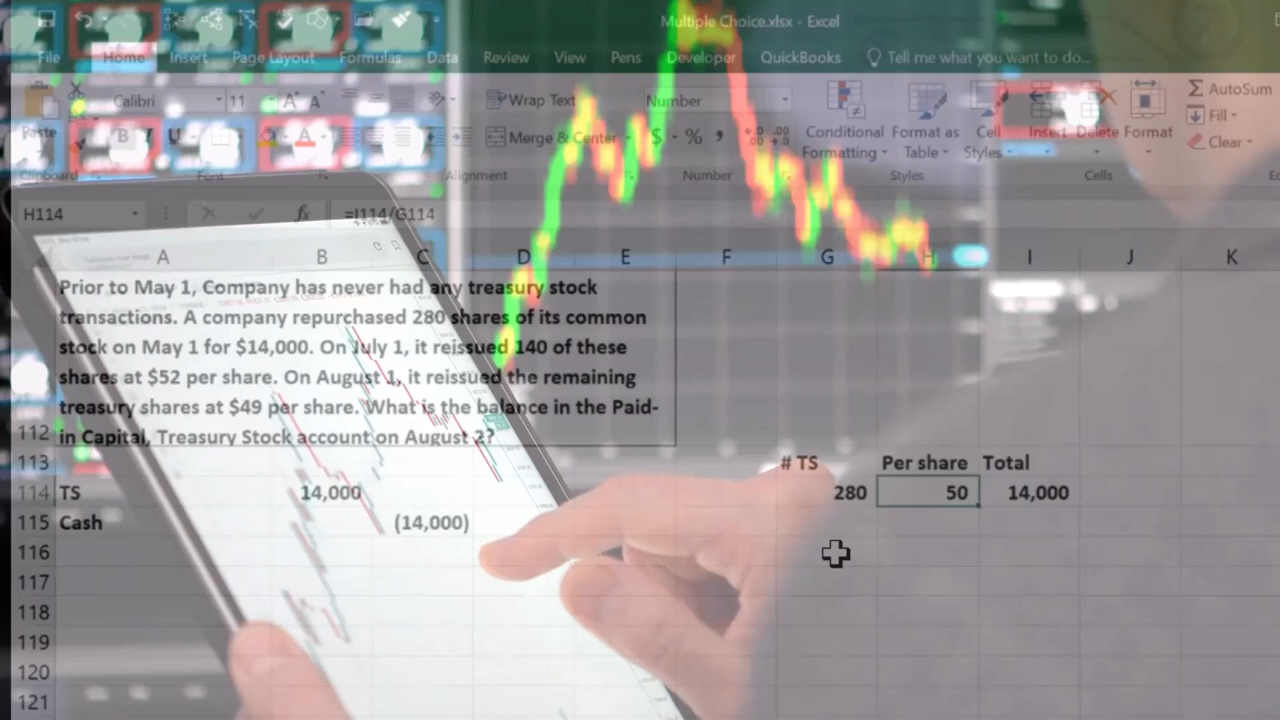 Multiple Choice.xlsx - Excel
File Home Insert Page Layout Formulas Data Review View Pens Developer QuickBooks Tell me what you want to do...
Calibri 11 Wrap Text Number AutoSum
Paste B I U Merge & Center $ % Conditional Formatting Format as Table Cell Styles Insert Delete Format Fill
Clear
Clipboard Font Alignment Number Styles Cells
H114 fx =I114/G114
A B C D E F G H I J K
Prior to May 1, Company has never had any treasury stock
transactions. A company repurchased 280 shares of its common
stock on May 1 for $14,000. On July 1, it reissued 140 of these
shares at $52 per share. On August 1, it reissued the remaining
treasury shares at $49 per share. What is the balance in the Paid-
112 in Capital, Treasury Stock account on August 2?
113 # TS Per share Total
114 TS 14,000 280 50 14,000
115 Cash (14,000)
116
117
118
119
120
121